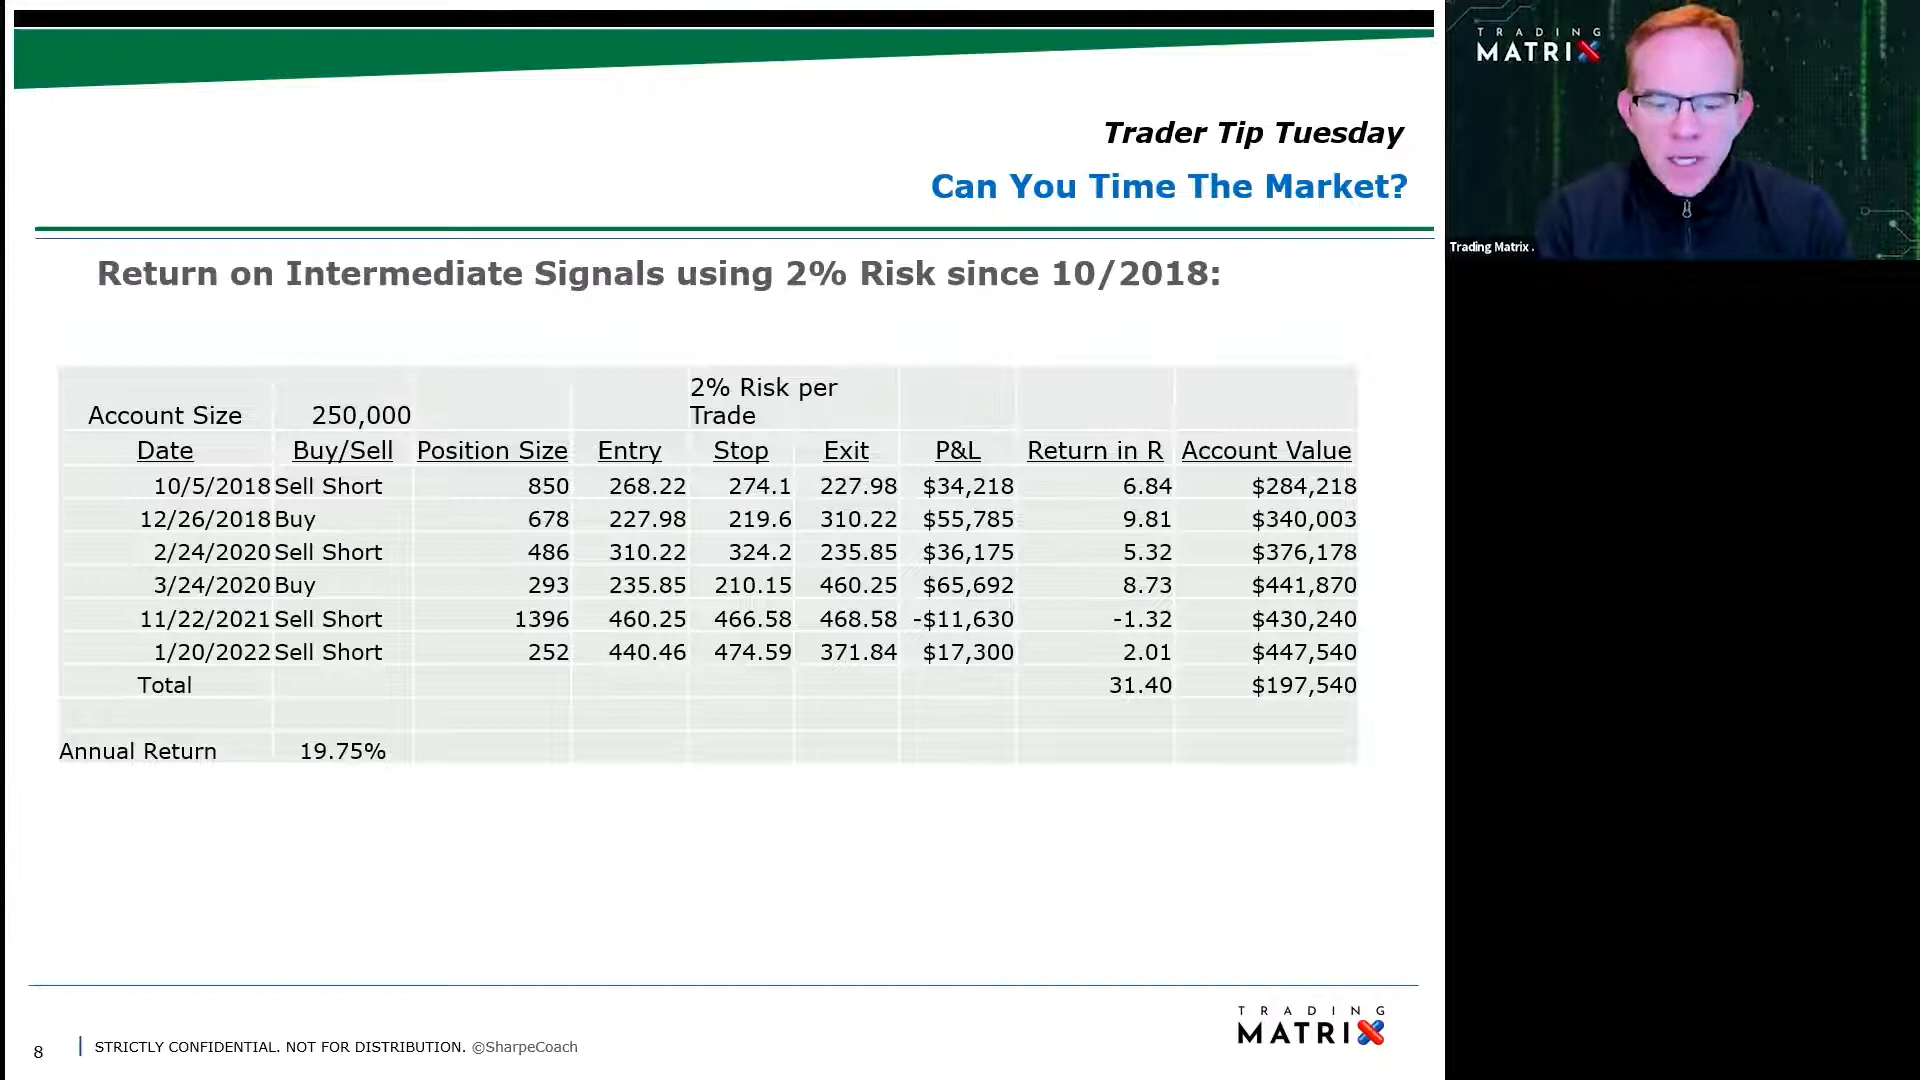 Trader Tip Tuesday
Can You Time The Market?
Return on Intermediate Signals using 2% Risk since 10/2018:
Account Size 250,000 2% Risk per Trade
Date Buy/Sell Position Size Entry Stop Exit P&L Return in R Account Value
10/5/2018 Sell Short 850 268.22 274.1 227.98 $34,218 6.84 $284,218
12/26/2018 Buy 678 227.98 219.6 310.22 $55,785 9.81 $340,003
2/24/2020 Sell Short 486 310.22 324.2 235.85 $36,175 5.32 $376,178
3/24/2020 Buy 293 235.85 210.15 460.25 $65,692 8.73 $441,870
11/22/2021 Sell Short 1396 460.25 466.58 468.58 -$11,630 -1.32 $430,240
1/20/2022 Sell Short 252 440.46 474.59 371.84 $17,300 2.01 $447,540
Total 31.40 $197,540
Annual Return 19.75%
8 STRICTLY CONFIDENTIAL. NOT FOR DISTRIBUTION. ©SharpeCoach
TRADING
MATRIX
TRADING
MATRIX
Trading Matrix .